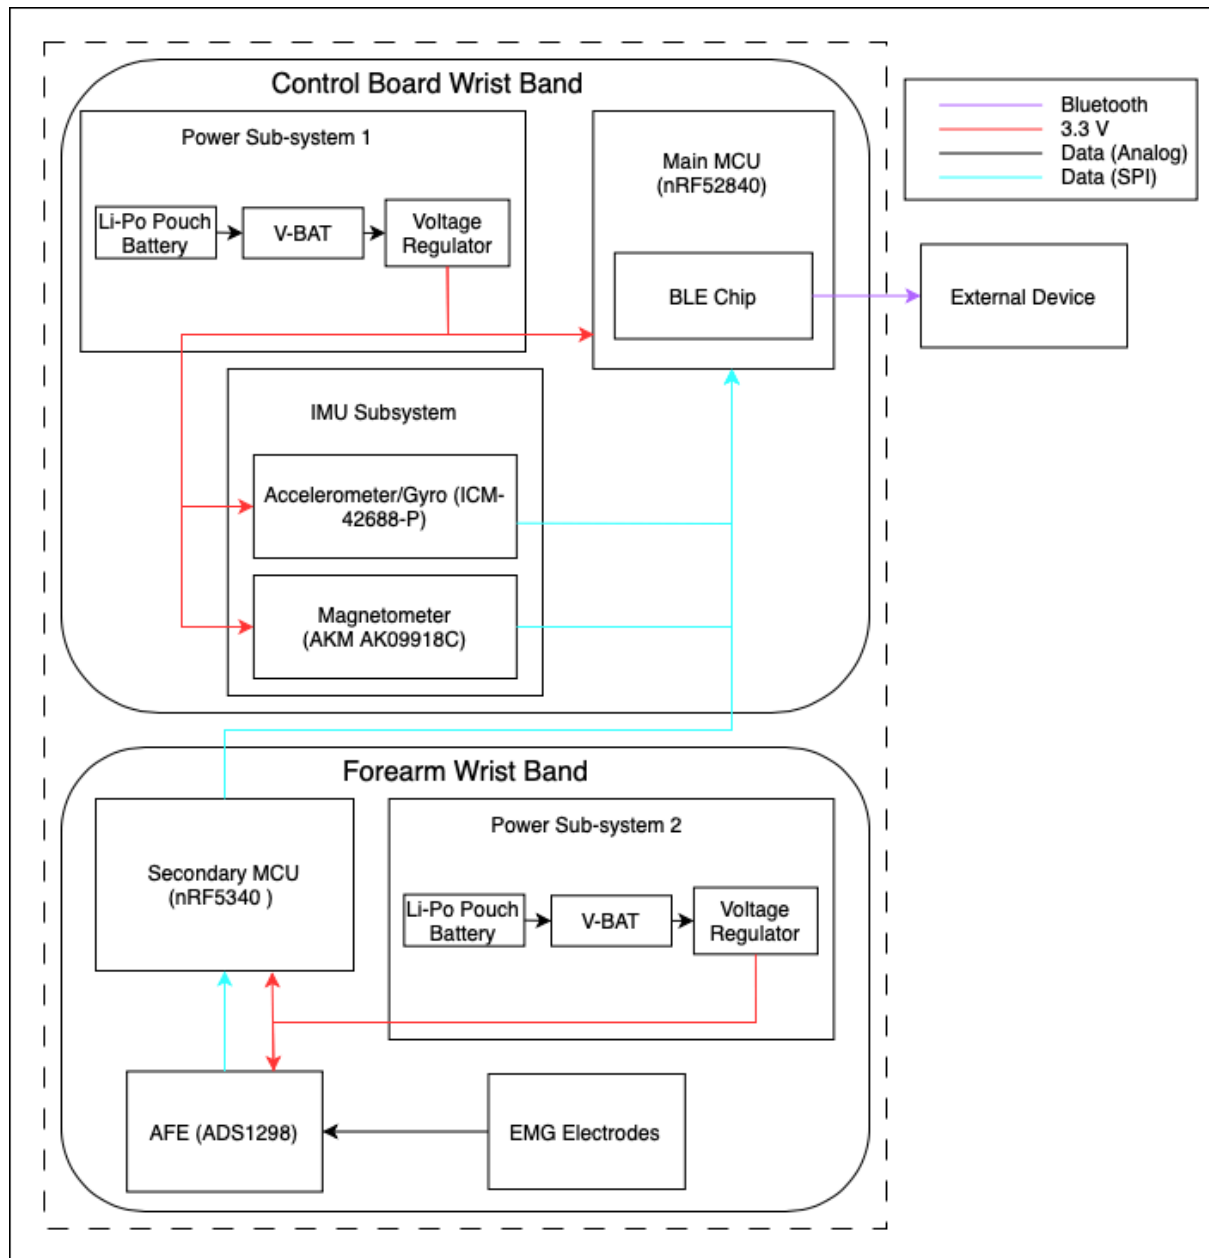 Control Board Wrist Band
Power Sub-system 1
Li-Po Pouch
Battery
V-BAT
Voltage
Regulator
Main MCU
(nRF52840)
BLE Chip
Bluetooth
3.3 V
Data (Analog)
Data (SPI)
External Device
IMU Subsystem
Accelerometer/Gyro (ICM-
42688-P)
Magnetometer
(AKM AK09918C)
Forearm Wrist Band
Secondary MCU
(nRF5340 )
Power Sub-system 2
Li-Po Pouch
Battery
V-BAT
Voltage
Regulator
AFE (ADS1298)
EMG Electrodes